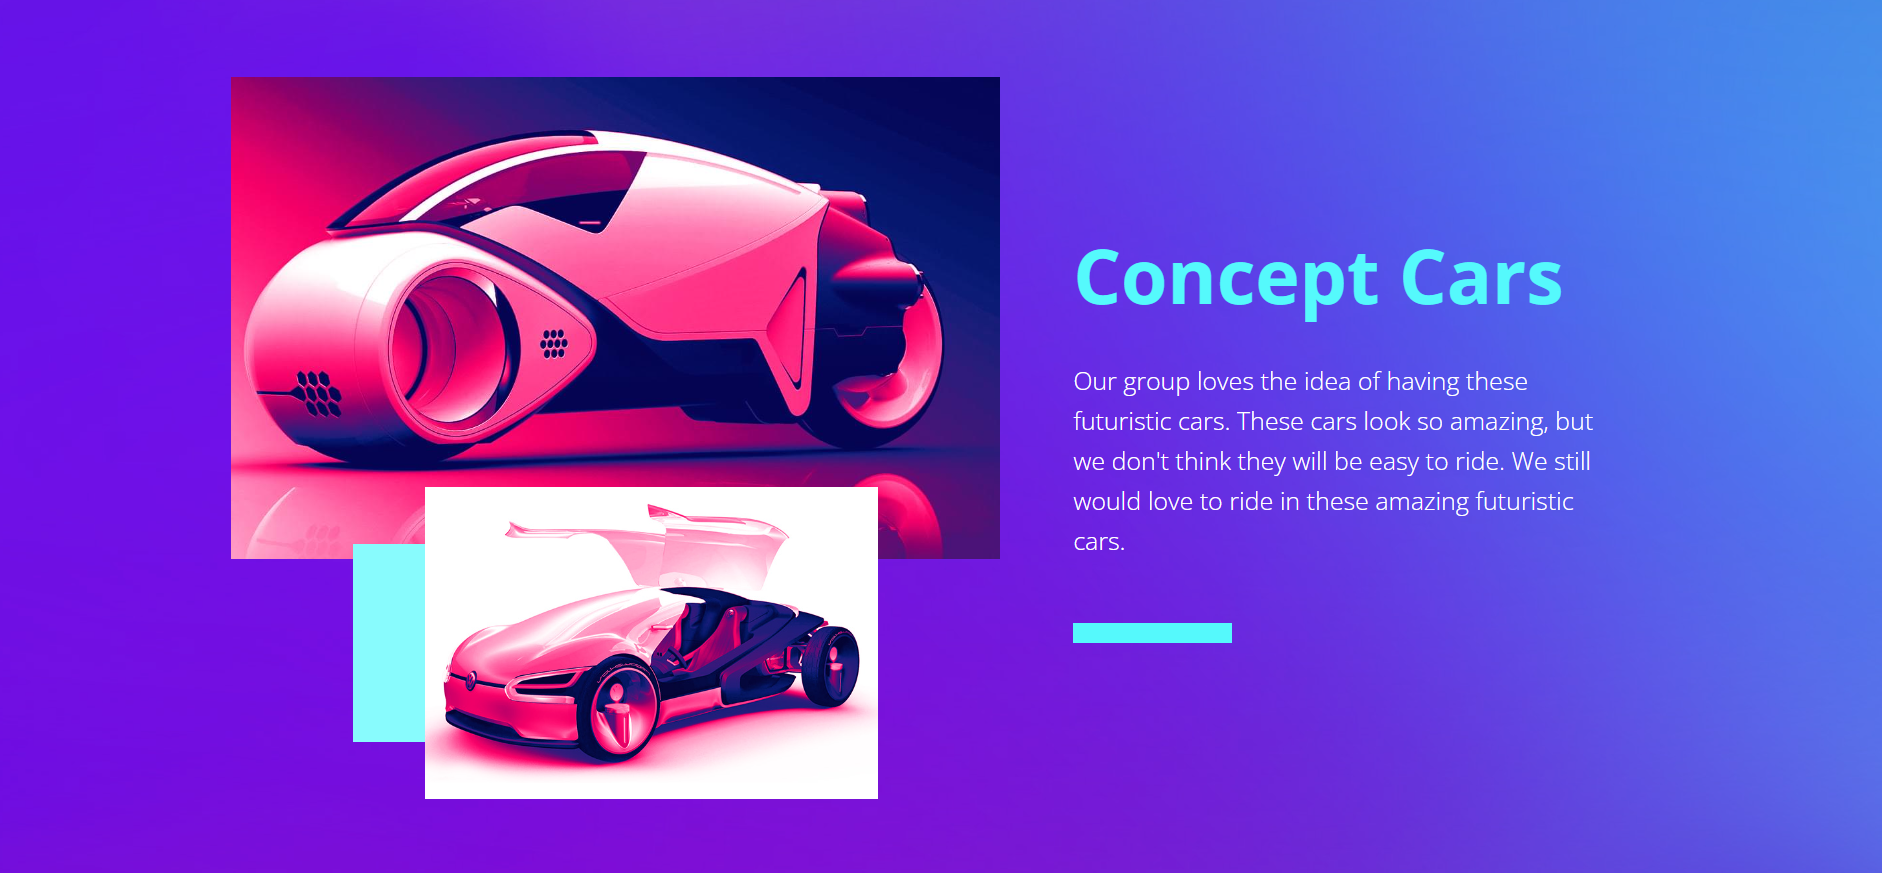 Concept Cars
Our group loves the idea of having these
futuristic cars. These cars look so amazing, but
we don't think they will be easy to ride. We still
would love to ride in these amazing futuristic
cars.